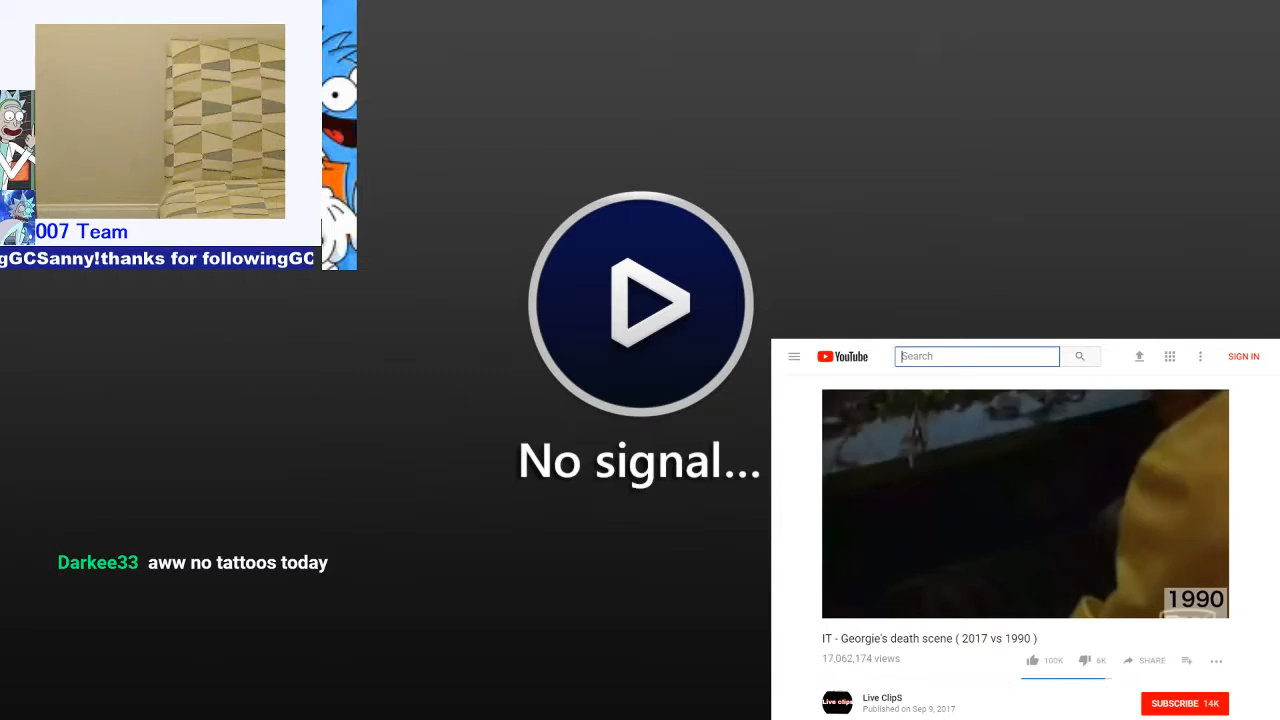 007 Team
gGCSanny!thanks for followingGC
No signal...
Darkee33 aww no tattoos today
YouTube
Search
SIGN IN
1990
IT - Georgie's death scene ( 2017 vs 1990 )
17,062,174 views
100K
6K
SHARE
Live clips
Live ClipS
Published on Sep 9, 2017
SUBSCRIBE 14K